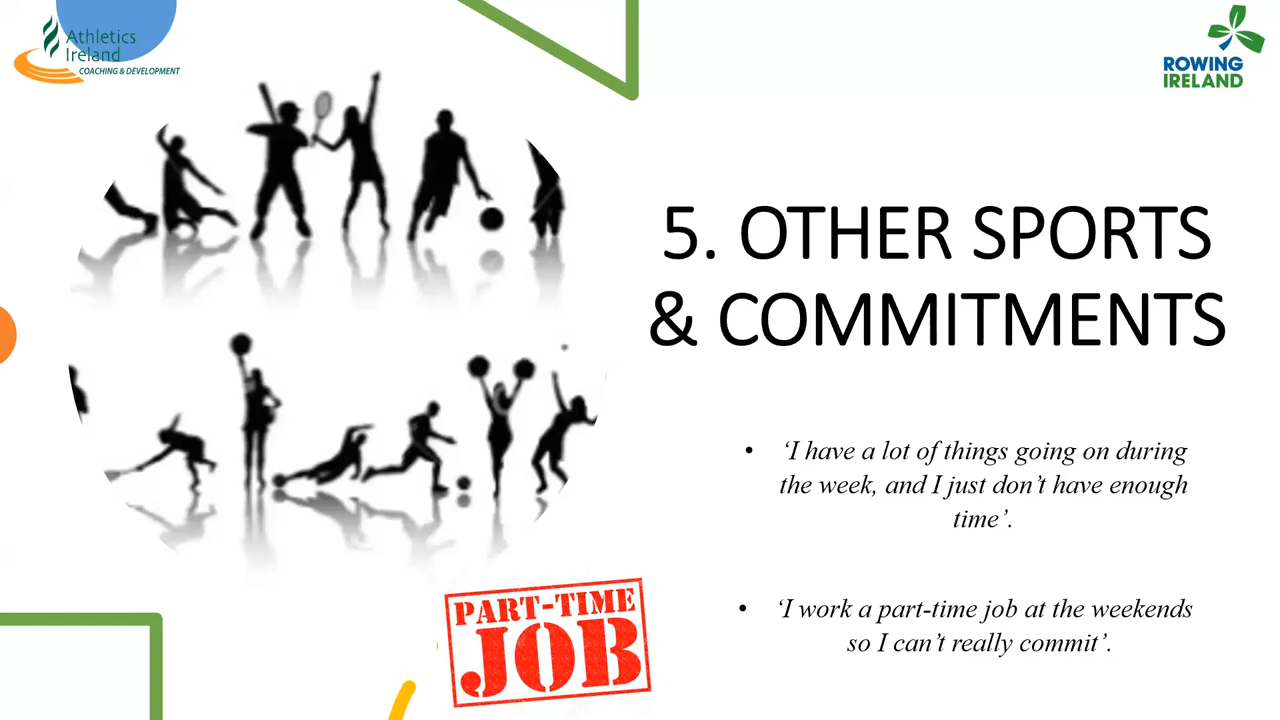 Athletics
Ireland
COACHING & DEVELOPMENT
ROWING
IRELAND
5. OTHER SPORTS
& COMMITMENTS
• ‘I have a lot of things going on during
the week, and I just don’t have enough
time’.
• ‘I work a part-time job at the weekends
so I can’t really commit’.
PART-TIME
JOB